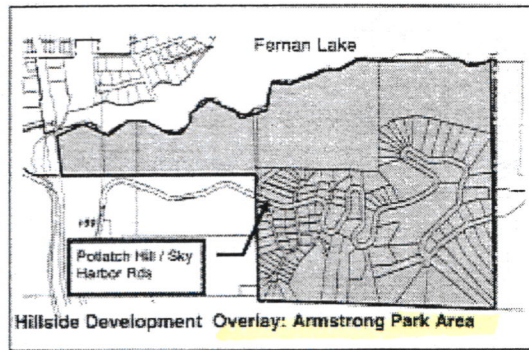 Fernan Lake
Potlatch Hill / Sky
Harbor Rds
Hillside Development Overlay: Armstrong Park Area